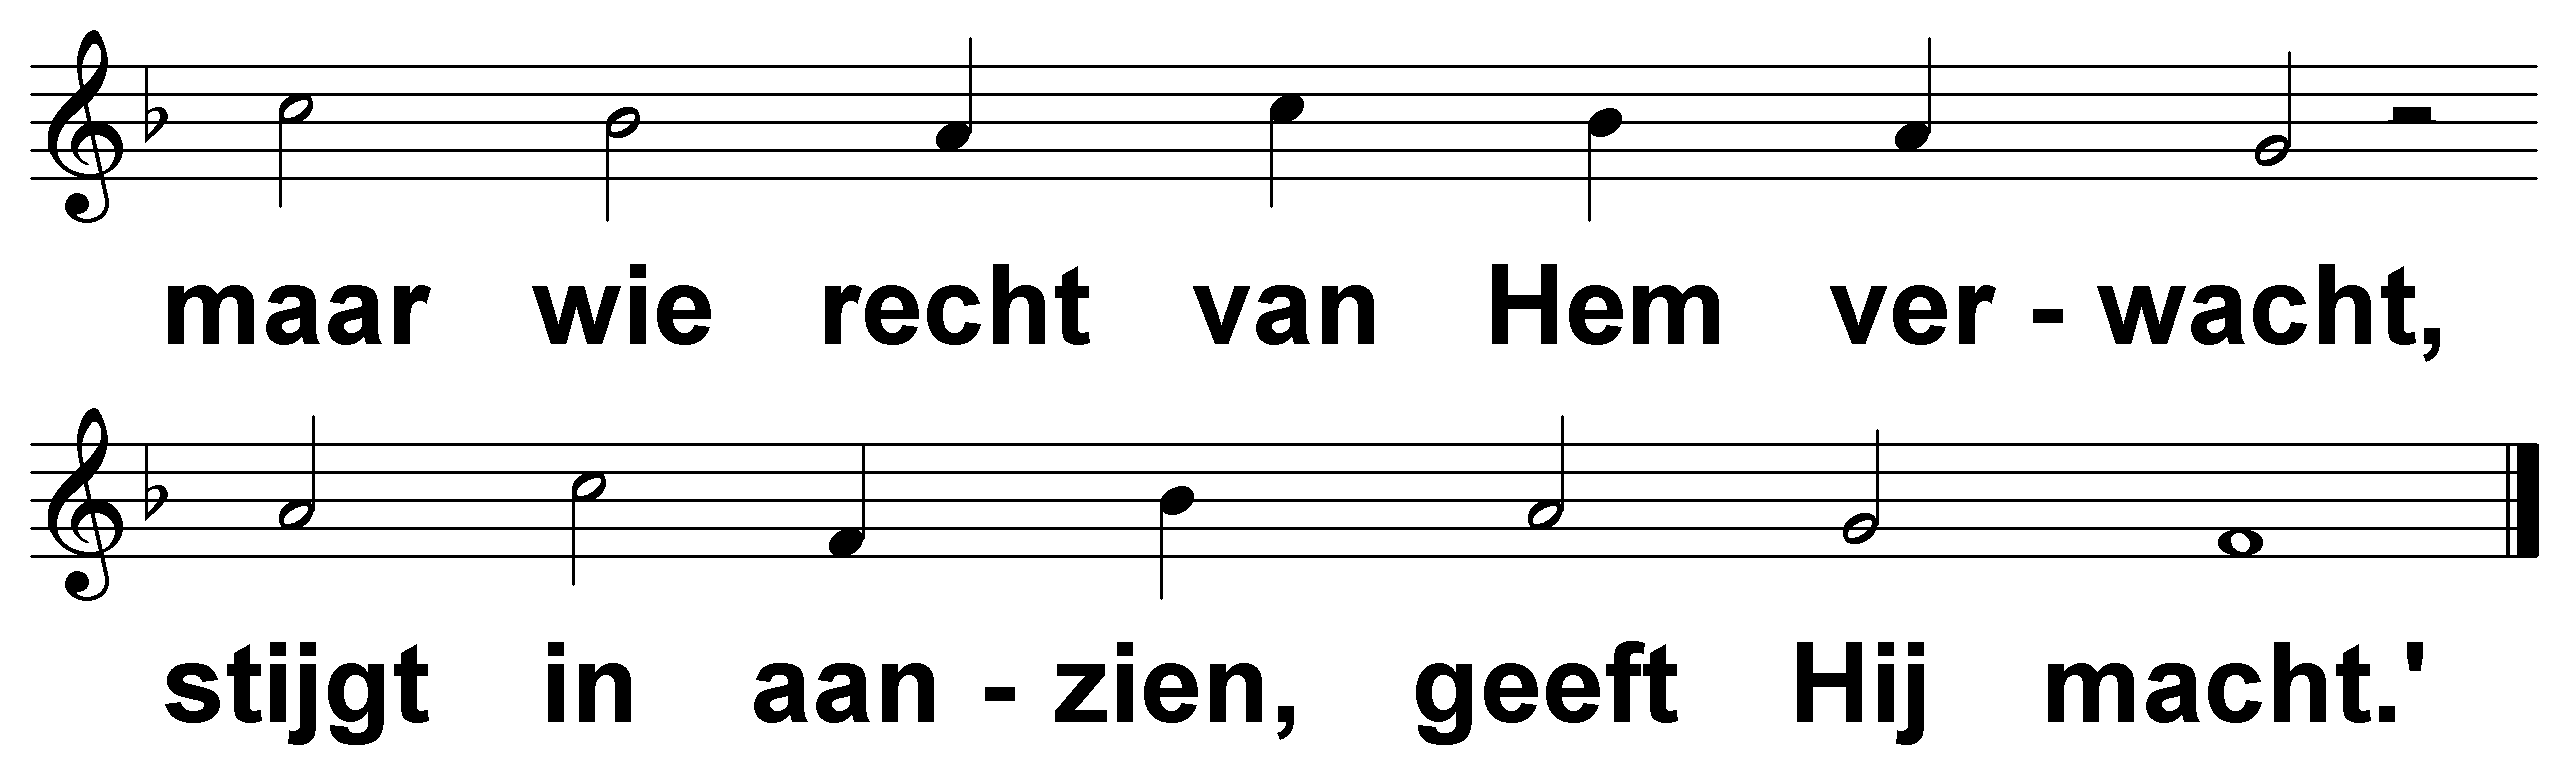 maar wie recht van Hem ver - wacht,
stijgt in aan - zien, geeft Hij macht.'